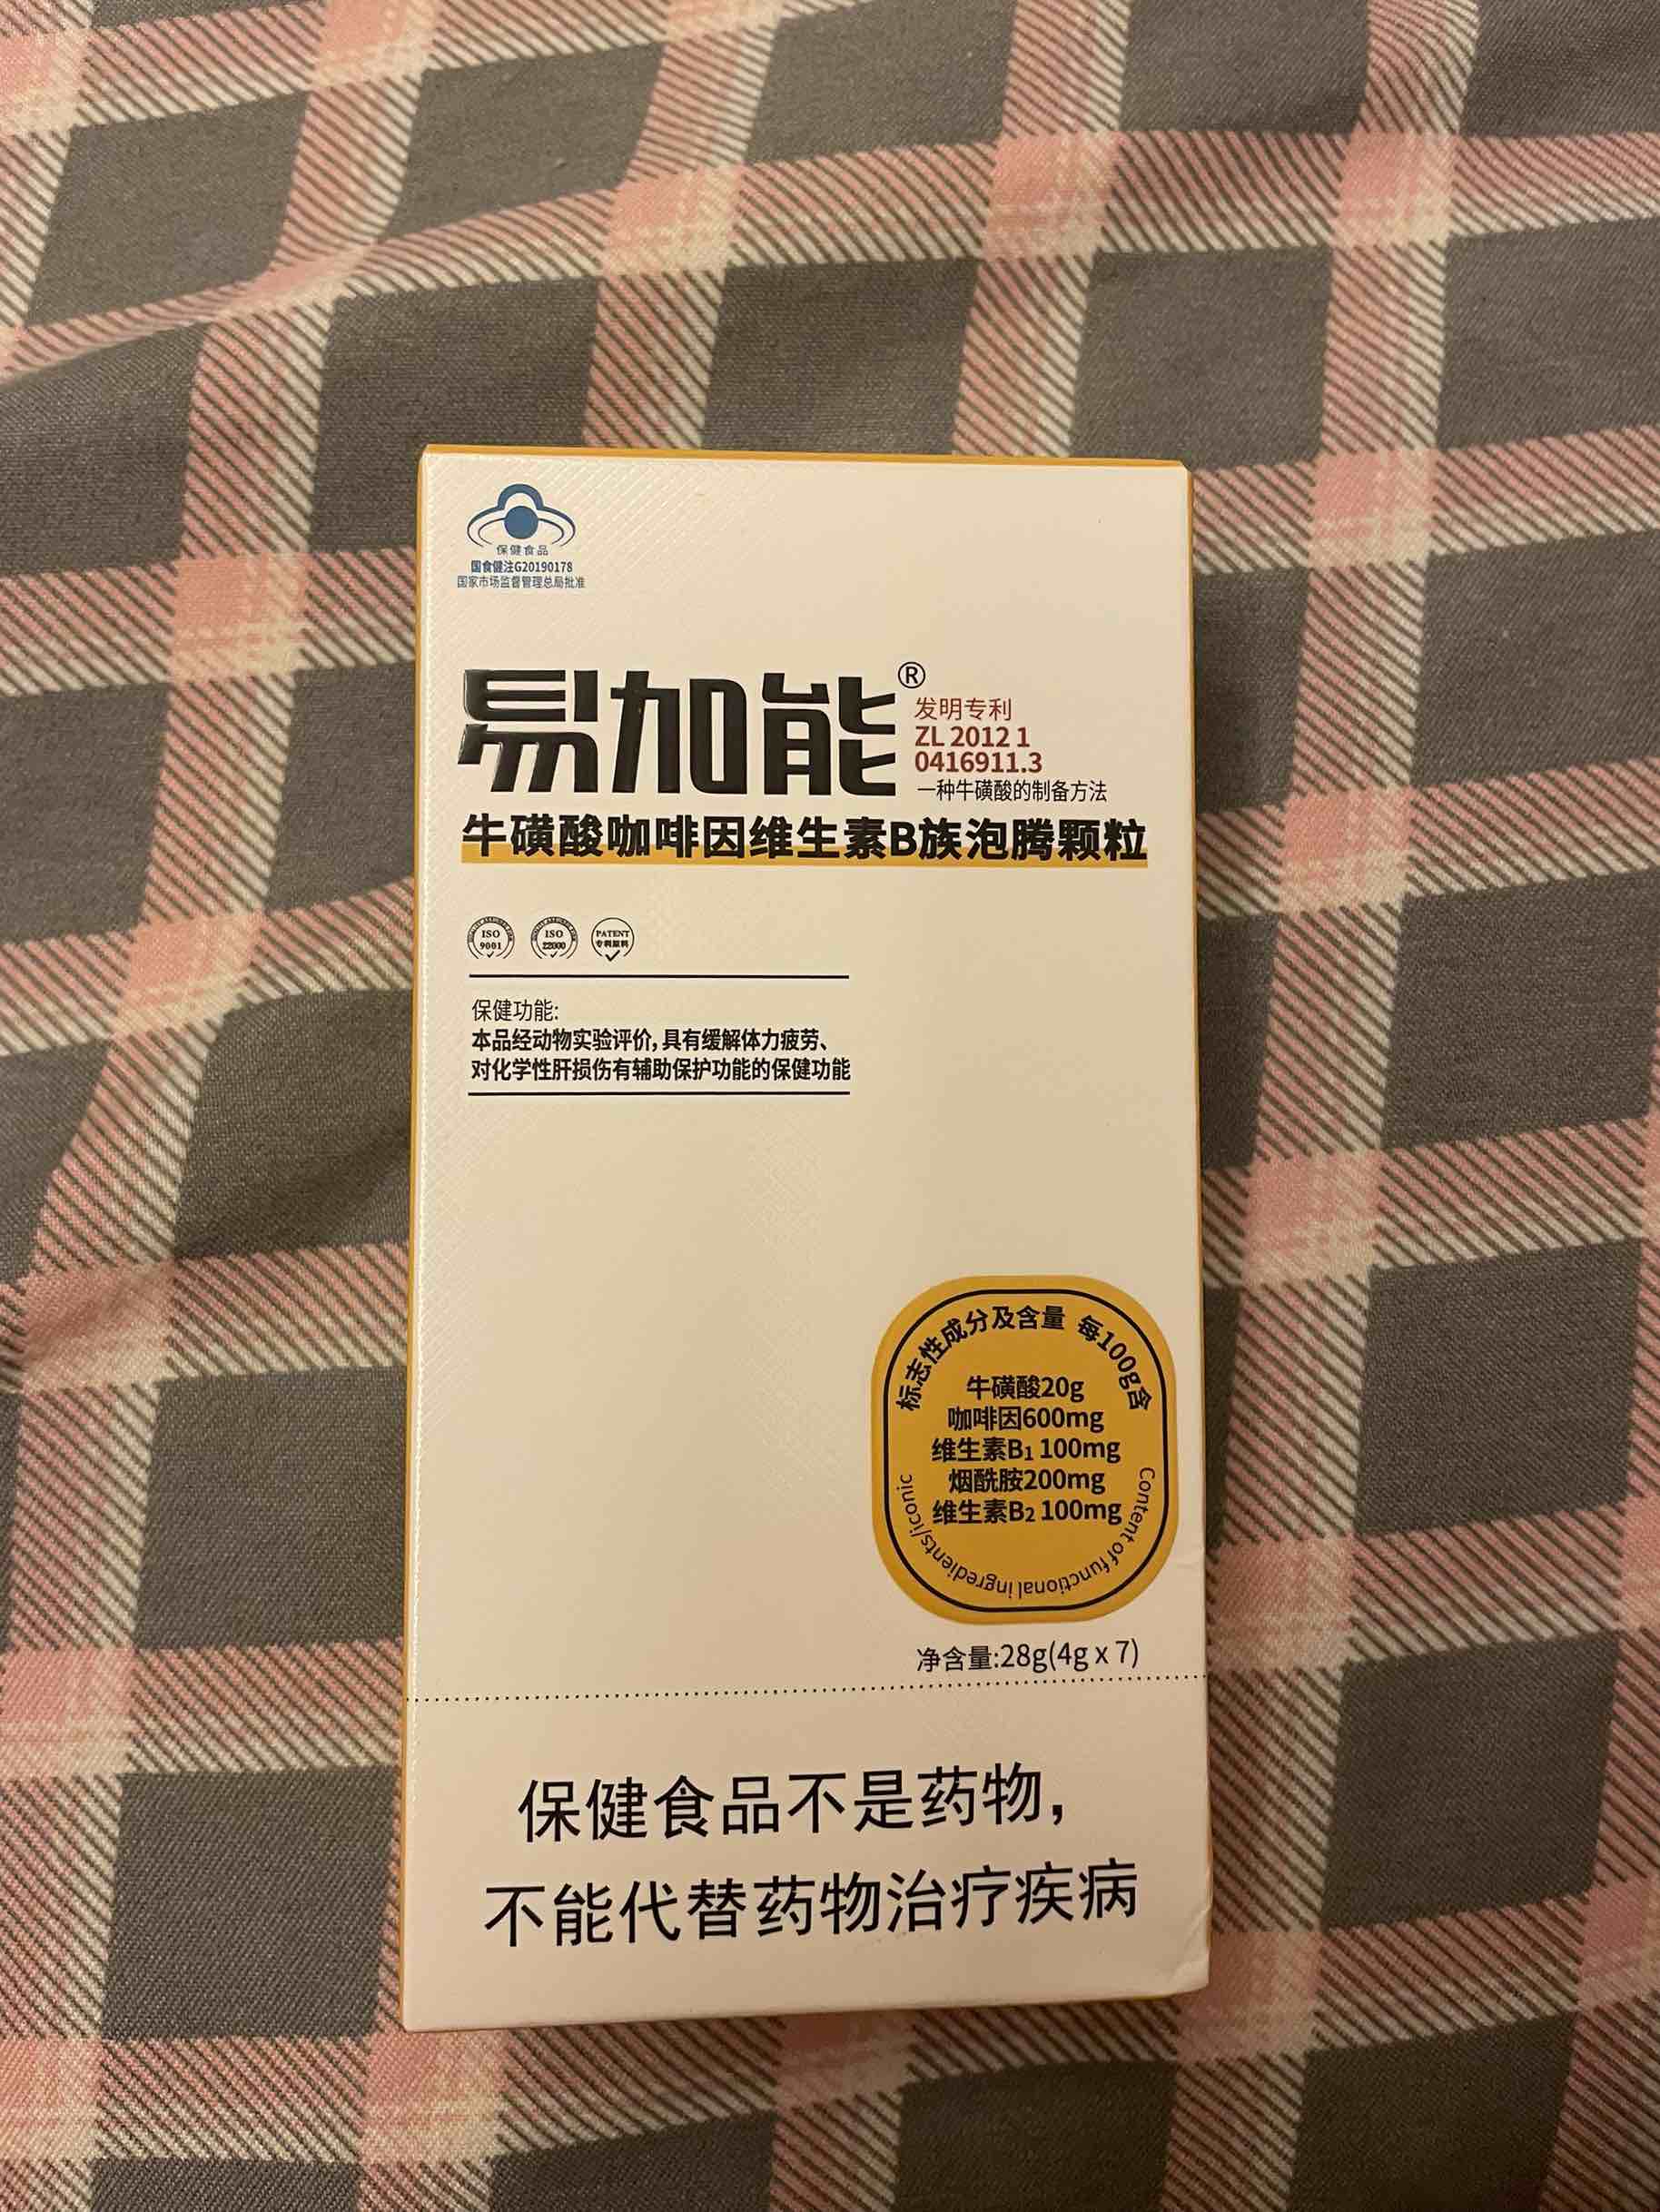 保健食品
国食健注G20190178
国家市场监督管理总局批准
易加能®
发明专利
ZL 2012 1
0416911.3
一种牛磺酸的制备方法
牛磺酸咖啡因维生素B族泡腾颗粒
ISO
9001
ISO
22000
PATENT
专利原料
保健功能:
本品经动物实验评价,具有缓解体力疲劳、
对化学性肝损伤有辅助保护功能的保健功能
标志性成分及含量 每100g含
牛磺酸20g
咖啡因600mg
维生素B₁ 100mg
烟酰胺200mg
维生素B₂ 100mg
Content of functional ingredients/iconic
净含量:28g(4g x 7)
保健食品不是药物,
不能代替药物治疗疾病